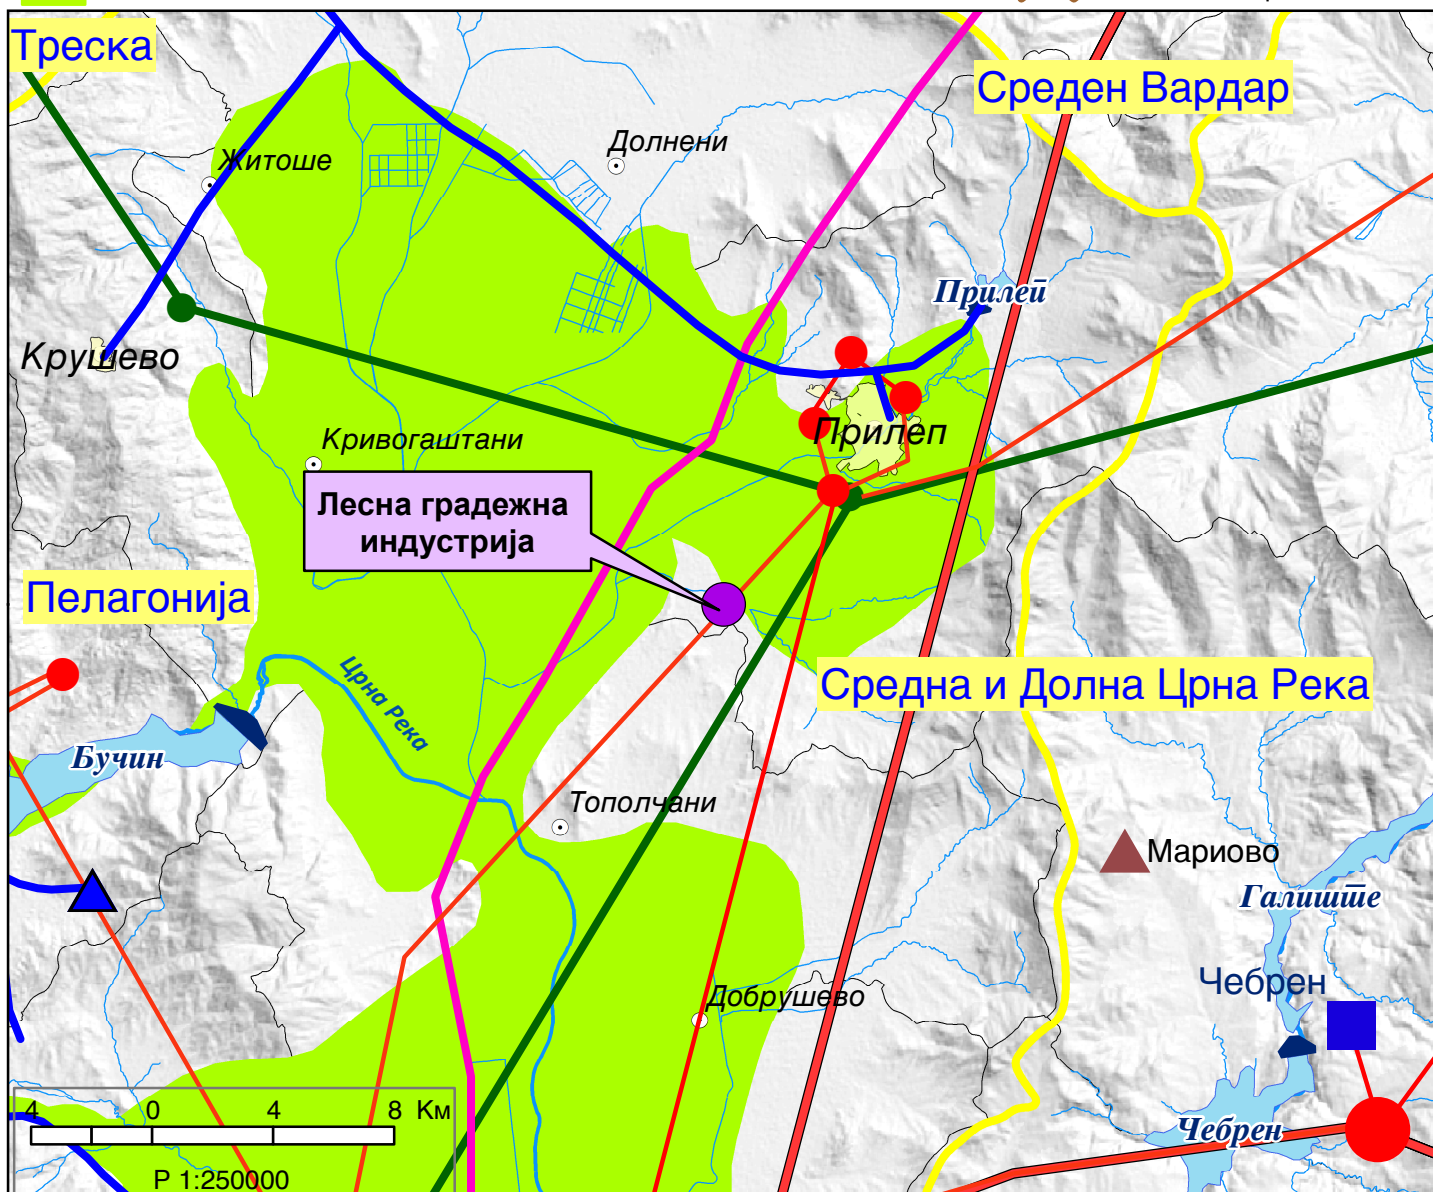 Треска
Среден Вардар
Долнени
Житоше
Прилеп
Крушево
Прилеп
Кривогаштани
Лесна градежна
индустрија
Пелагонија
Средна и Долна Црна Река
Црна Река
Бучин
Тополчани
Мариово
Галиште
Чебрен
Добрушево
4 0 4 8 Км
Чебрен
Р 1:250000